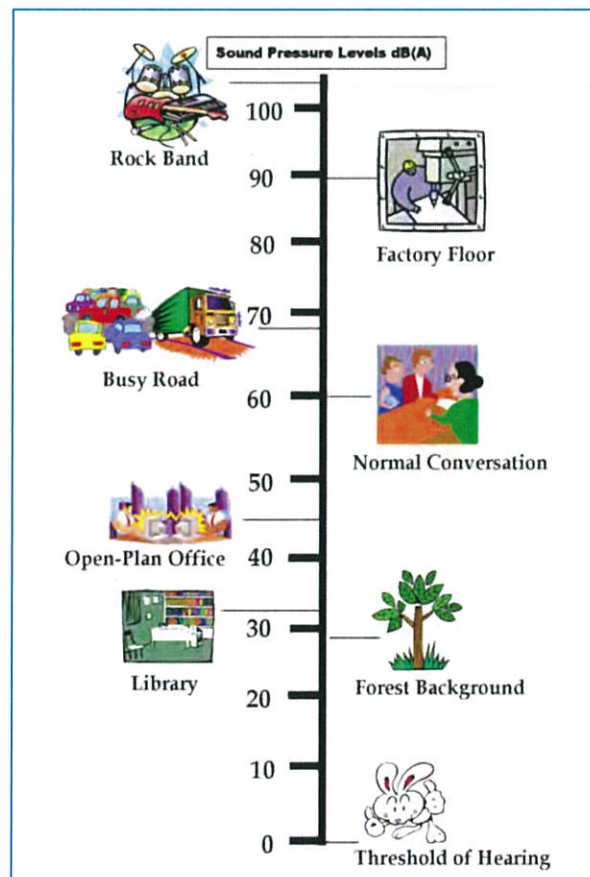 Sound Pressure Levels dB(A)
100
Rock Band
90
Factory Floor
80
70
Busy Road
60
Normal Conversation
50
Open-Plan Office
40
30
Library
Forest Background
20
10
0
Threshold of Hearing